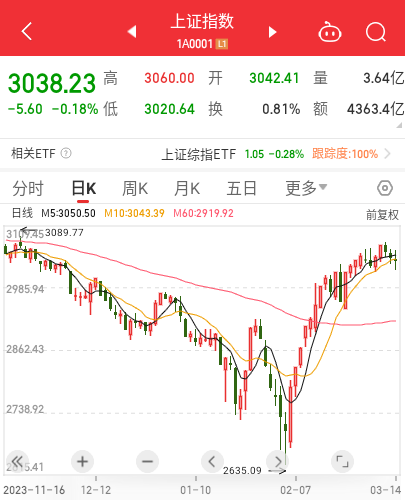 上证指数
1A0001 L1
3038.23 高 3060.00 开 3042.41 量 3.64亿
-5.60 -0.18% 低 3020.64 换 0.81% 额 4363.4亿
相关ETF ? 上证综指ETF 1.05 -0.28% 跟踪度:100%
分时 日K 周K 月K 五日 更多
日线 M5:3050.50 M10:3043.39 M60:2919.92 前复权
3109.45 3089.77
2985.94
2862.43
2738.92
2635.09
2023-11-16 12-12 01-10 02-07 03-14